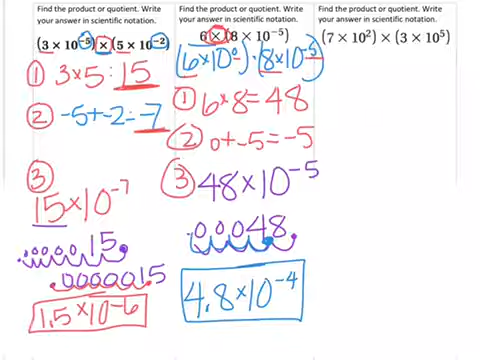 Find the product or quotient. Write
your answer in scientific notation.
(3 × 10⁻⁵) × (5 × 10⁻²)
① 3×5: 15
② -5+-2=-7
③
15×10⁻⁷
.0000015.
.00000015
1.5×10⁻⁶
Find the product or quotient. Write
your answer in scientific notation.
6 × (8 × 10⁻⁵)
(6×10⁰)·(8×10⁻⁵)
① 6×8=48
② 0+-5=-5
③ 48×10⁻⁵
.00048.
4.8×10⁻⁴
Find the product or quotient. Write
your answer in scientific notation.
(7 × 10²) × (3 × 10⁵)